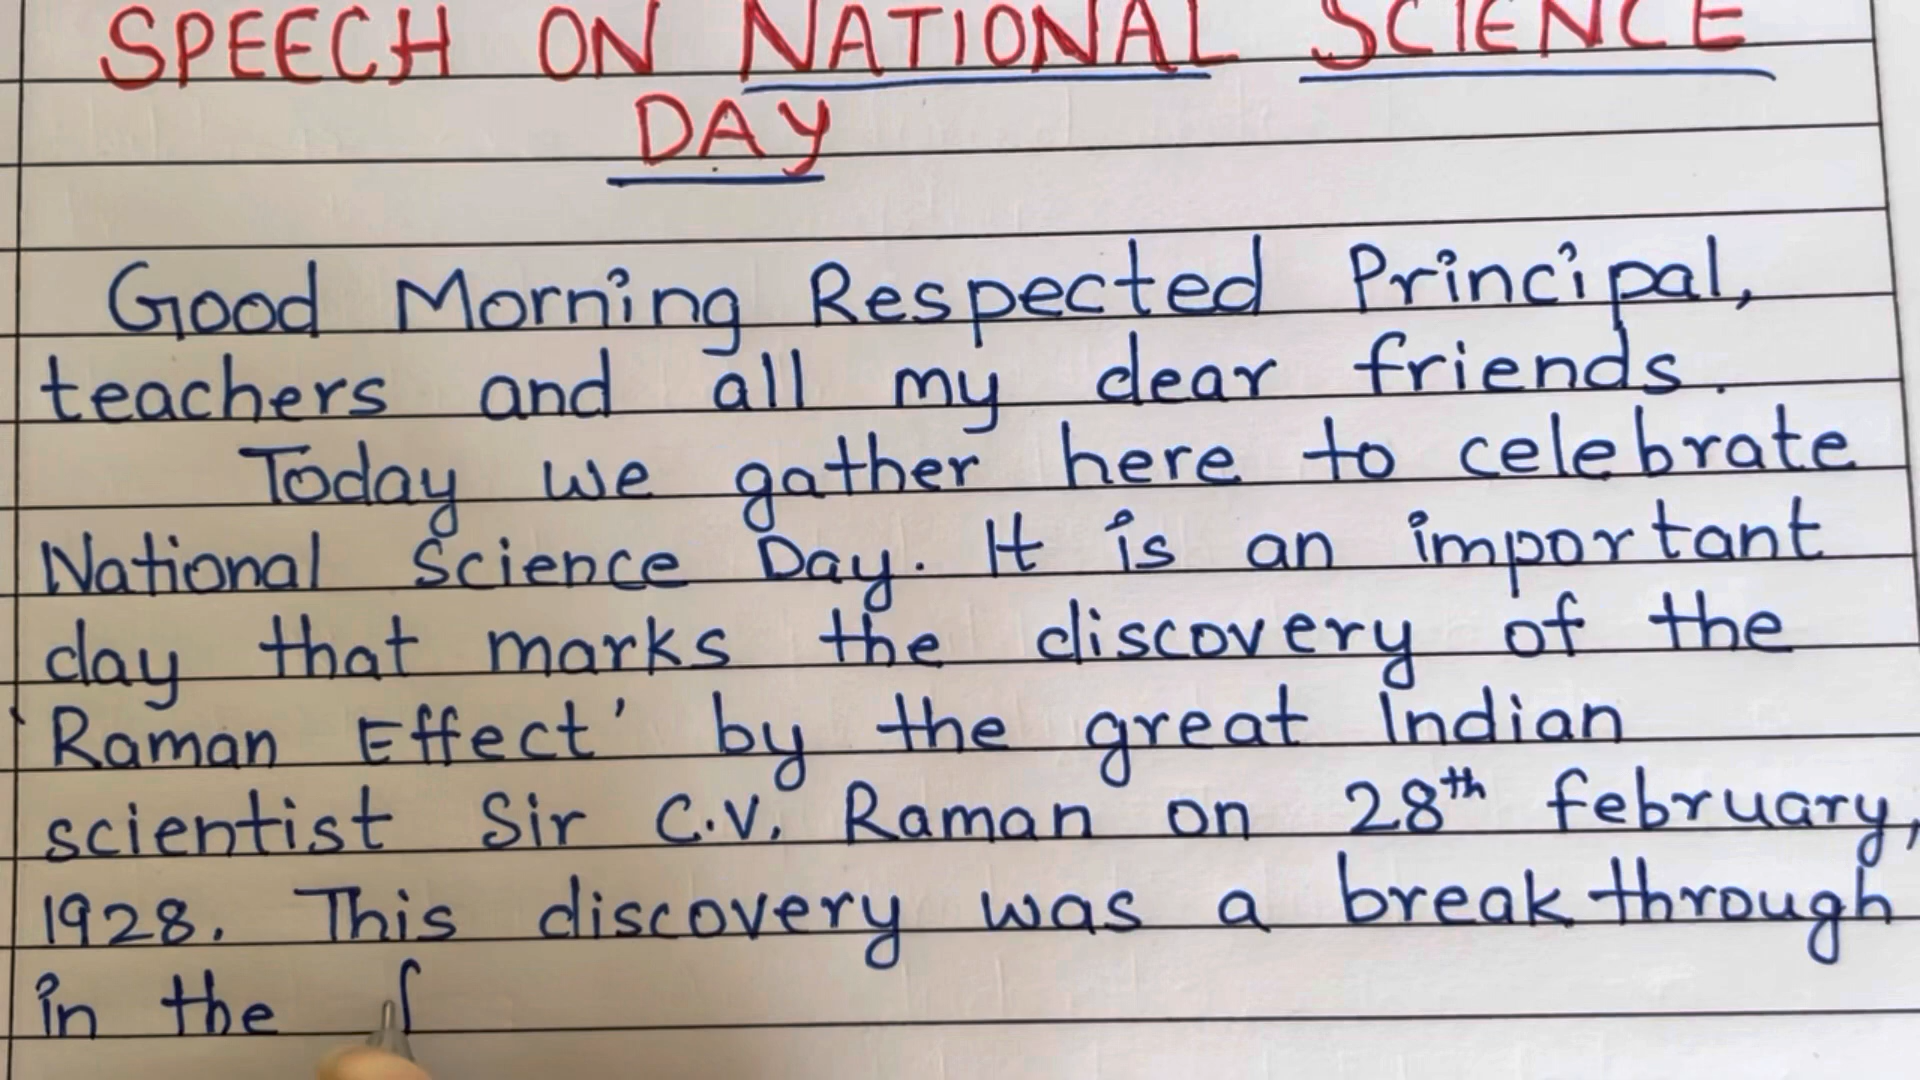 SPEECH ON NATIONAL SCIENCE
DAY
Good Morning Respected Principal,
teachers and all my dear friends.
Today we gather here to celebrate
National Science Day. It is an important
day that marks the discovery of the
'Raman Effect' by the great Indian
scientist Sir C.V. Raman on 28th february,
1928. This discovery was a breakthrough
in the